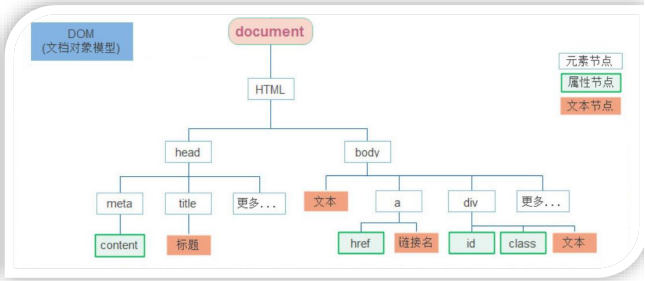 DOM
(文档对象模型)
document
元素节点
属性节点
文本节点
HTML
head
body
meta
title
更多...
文本
a
div
更多...
content
标题
href
链接名
id
class
文本